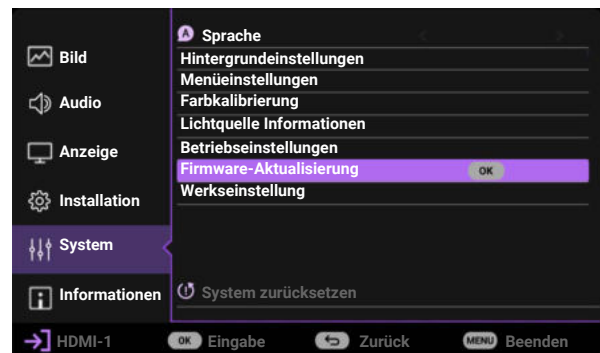 Bild
Audio
Anzeige
Installation
System
Informationen
Sprache
Hintergrundeinstellungen
Menüeinstellungen
Farbkalibrierung
Lichtquelle Informationen
Betriebseinstellungen
Firmware-Aktualisierung OK
Werkseinstellung
System zurücksetzen
HDMI-1 OK Eingabe Zurück MENU Beenden